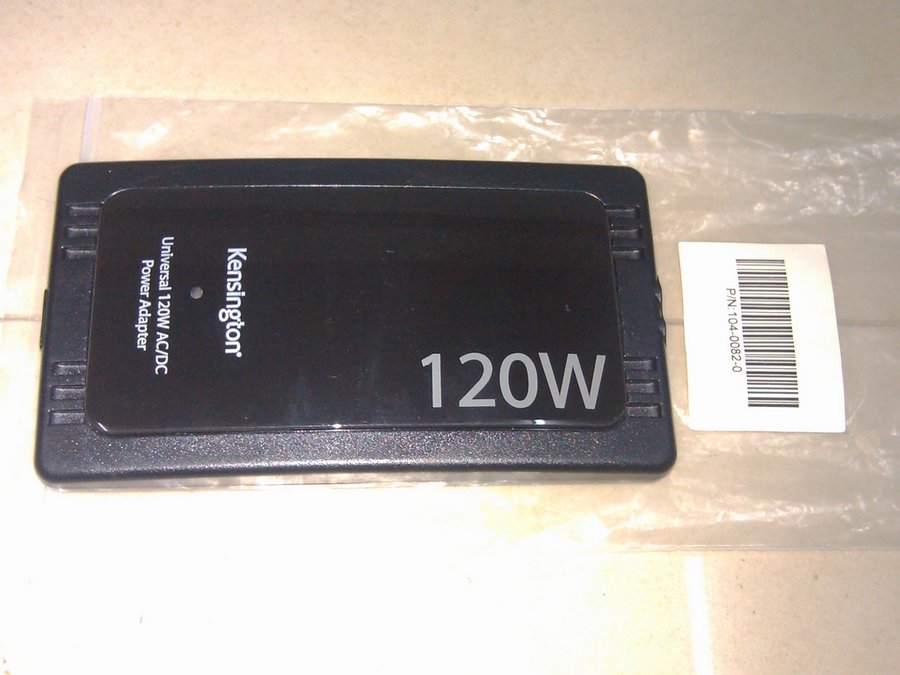 Kensington®
Universal 120W AC/DC
Power Adapter
120W
P/N:104-0082-0